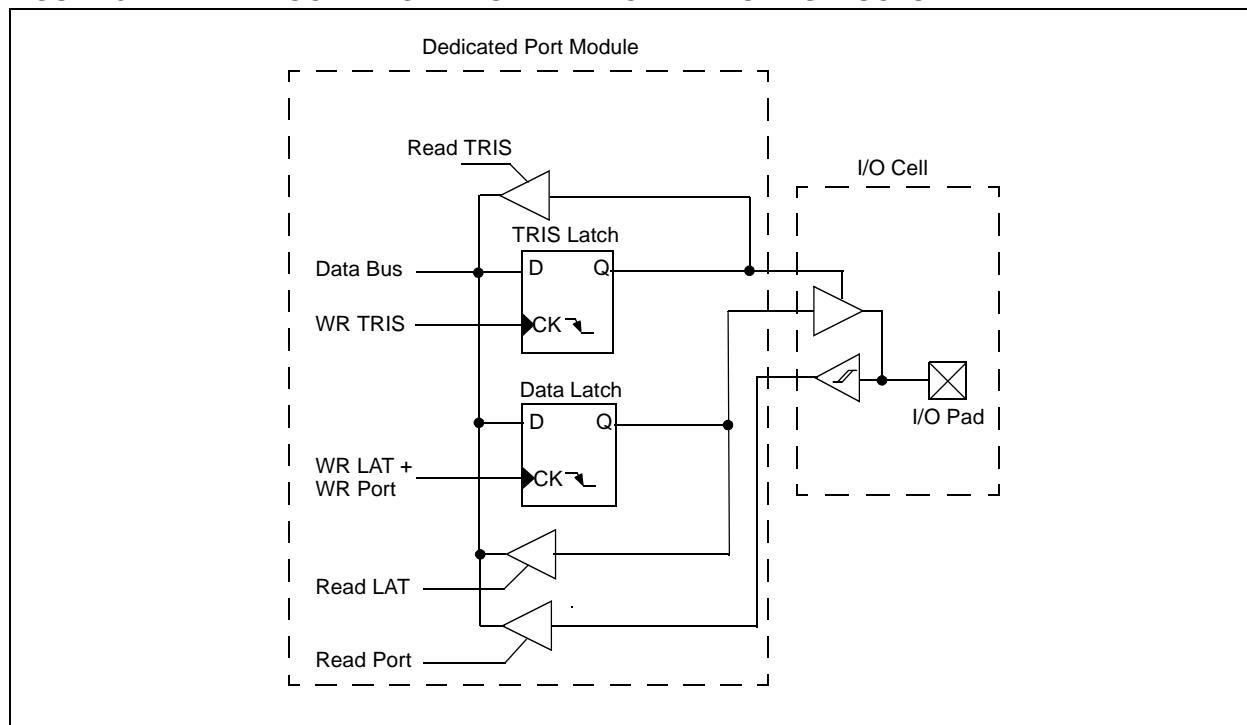 Dedicated Port Module
Read TRIS
I/O Cell
TRIS Latch
Data Bus
D
Q
WR TRIS
CK
Data Latch
I/O Pad
D
Q
WR LAT +
WR Port
CK
Read LAT
Read Port